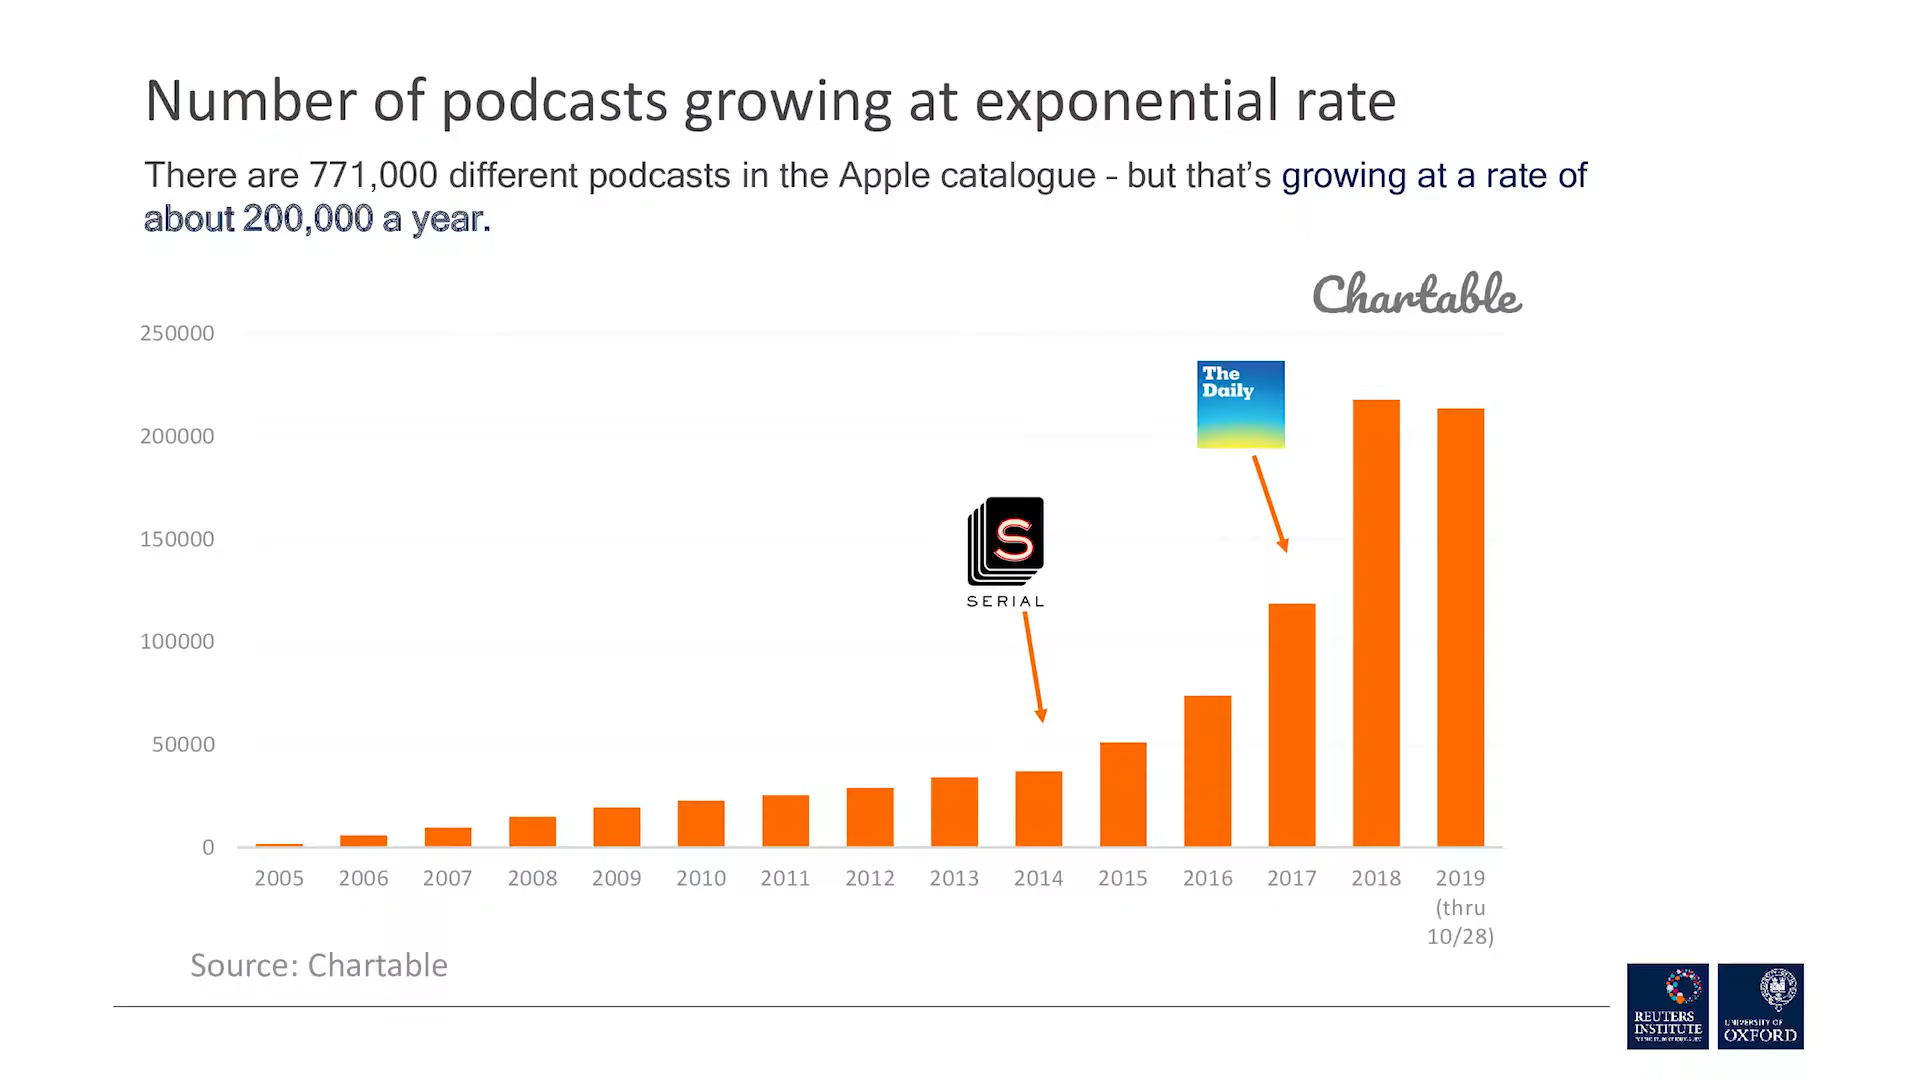 Number of podcasts growing at exponential rate
There are 771,000 different podcasts in the Apple catalogue - but that's growing at a rate of
about 200,000 a year.
Chartable
250000
The
Daily
200000
S
150000
SERIAL
100000
50000
0
2005 2006 2007 2008 2009 2010 2011 2012 2013 2014 2015 2016 2017 2018 2019
(thru
10/28)
Source: Chartable
REUTERS
INSTITUTE
UNIVERSITY OF
OXFORD